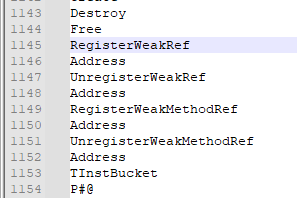 1143 Destroy
1144 Free
1145 RegisterWeakRef
1146 Address
1147 UnregisterWeakRef
1148 Address
1149 RegisterWeakMethodRef
1150 Address
1151 UnregisterWeakMethodRef
1152 Address
1153 TInstBucket
1154 P#@